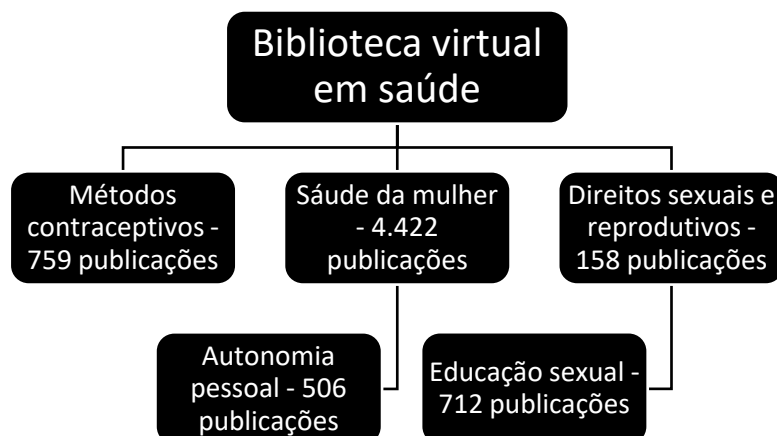 Biblioteca virtual
em saúde
Métodos
contraceptivos -
759 publicações
Sáude da mulher
- 4.422
publicações
Direitos sexuais e
reprodutivos -
158 publicações
Autonomia
pessoal - 506
publicações
Educação sexual -
712 publicações